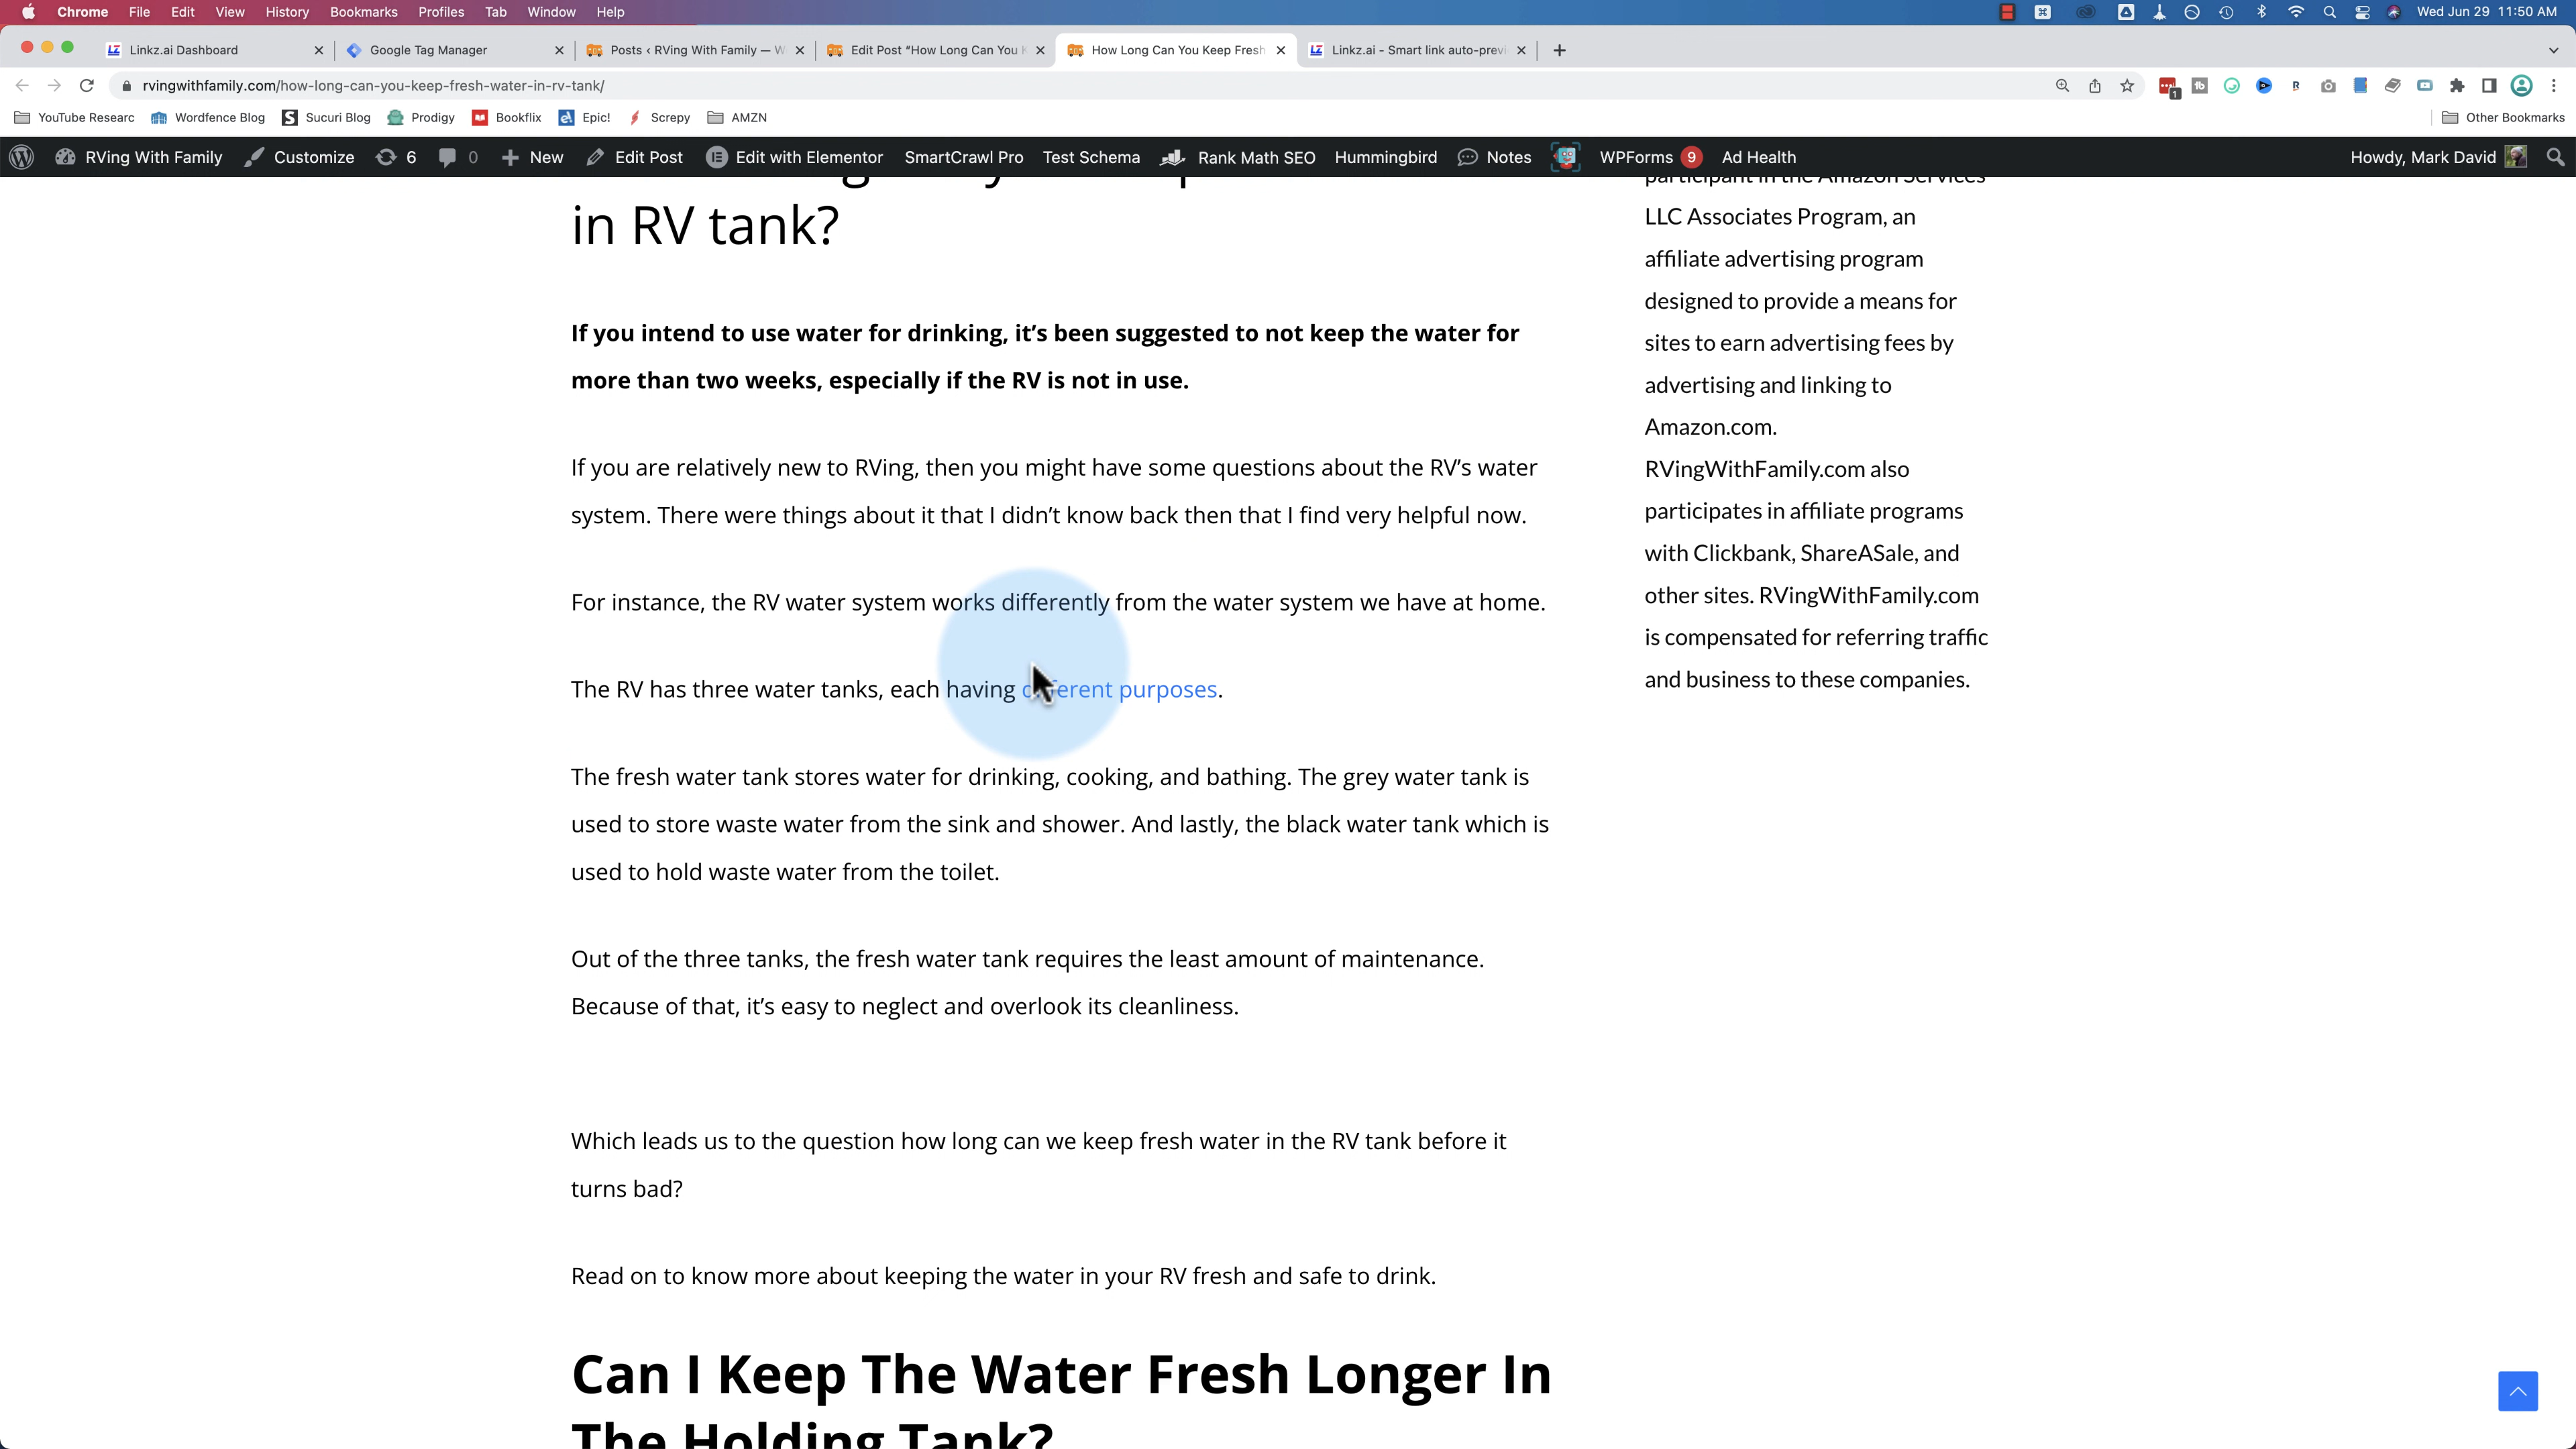 Chrome File Edit View History Bookmarks Profiles Tab Window Help Wed Jun 29 11:50 AM
Linkz.ai Dashboard Google Tag Manager Posts ‹ RVing With Family — W Edit Post "How Long Can You K How Long Can You Keep Fresh Linkz.ai - Smart link auto-previ
rvingwithfamily.com/how-long-can-you-keep-fresh-water-in-rv-tank/
YouTube Researc Wordfence Blog Sucuri Blog Prodigy Bookflix Epic! Screpy AMZN Other Bookmarks
RVing With Family Customize 6 0 New Edit Post Edit with Elementor SmartCrawl Pro Test Schema Rank Math SEO Hummingbird Notes WPForms 9 Ad Health Howdy, Mark David
in RV tank?
If you intend to use water for drinking, it's been suggested to not keep the water for
more than two weeks, especially if the RV is not in use.
If you are relatively new to RVing, then you might have some questions about the RV's water
system. There were things about it that I didn't know back then that I find very helpful now.
For instance, the RV water system works differently from the water system we have at home.
The RV has three water tanks, each having different purposes.
The fresh water tank stores water for drinking, cooking, and bathing. The grey water tank is
used to store waste water from the sink and shower. And lastly, the black water tank which is
used to hold waste water from the toilet.
Out of the three tanks, the fresh water tank requires the least amount of maintenance.
Because of that, it's easy to neglect and overlook its cleanliness.
Which leads us to the question how long can we keep fresh water in the RV tank before it
turns bad?
Read on to know more about keeping the water in your RV fresh and safe to drink.
Can I Keep The Water Fresh Longer In
The Holding Tank?
participant in the Amazon Services
LLC Associates Program, an
affiliate advertising program
designed to provide a means for
sites to earn advertising fees by
advertising and linking to
Amazon.com.
RVingWithFamily.com also
participates in affiliate programs
with Clickbank, ShareASale, and
other sites. RVingWithFamily.com
is compensated for referring traffic
and business to these companies.